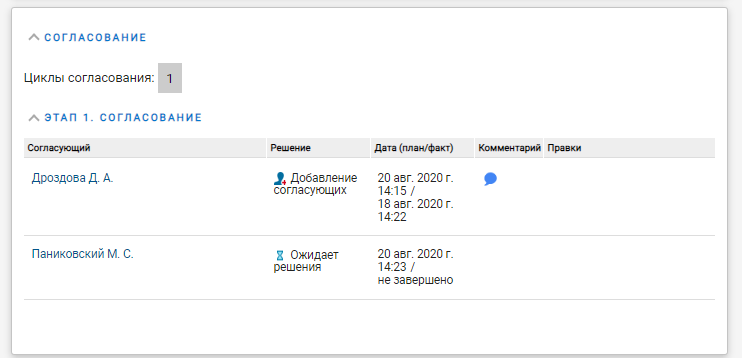 СОГЛАСОВАНИЕ
Циклы согласования: 1
ЭТАП 1. СОГЛАСОВАНИЕ
Согласующий Решение Дата (план/факт) Комментарий Правки
Дроздова Д. А.
Добавление
согласующих
20 авг. 2020 г.
14:15 /
18 авг. 2020 г.
14:22
Паниковский М. С.
Ожидает
решения
20 авг. 2020 г.
14:23 /
не завершено